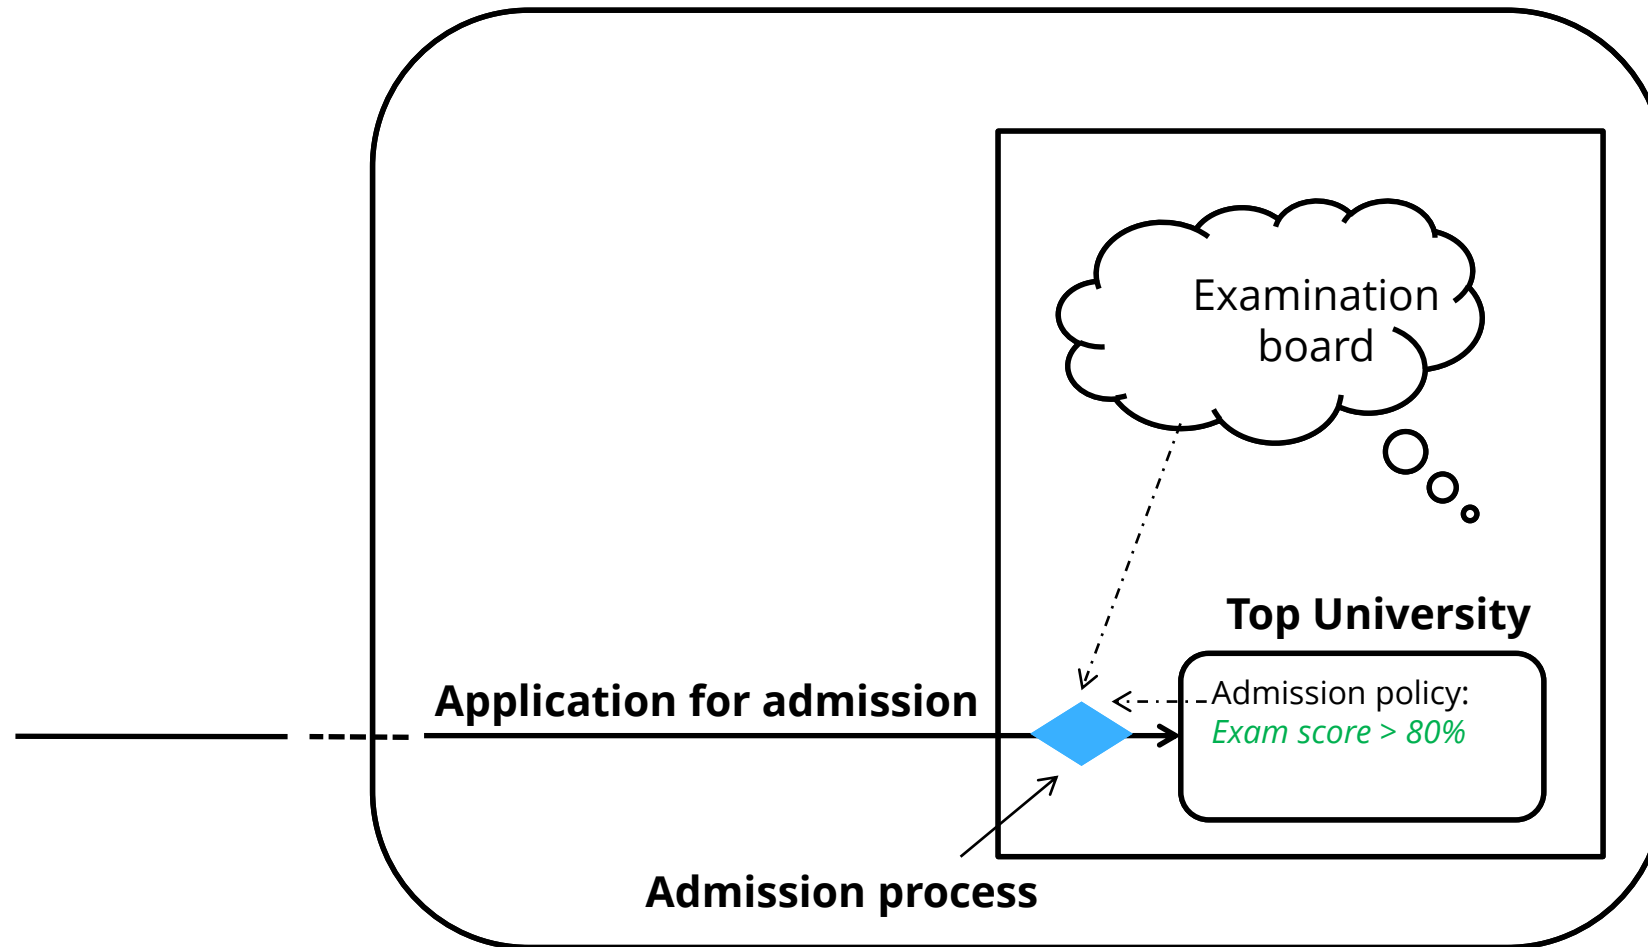 Examination
board
Top University
Application for admission
Admission policy:
Exam score > 80%
Admission process